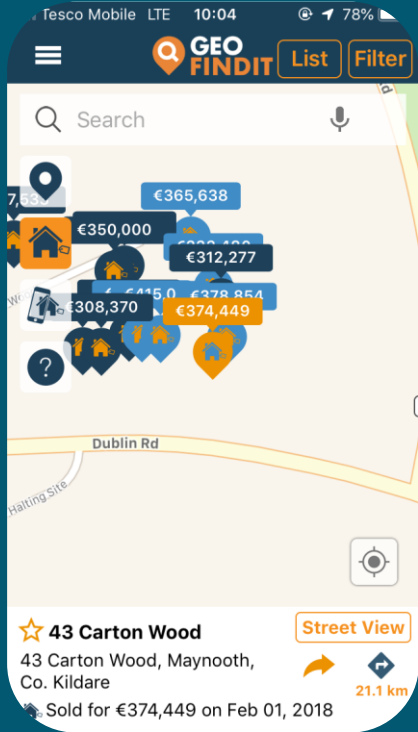 Tesco Mobile LTE 10:04 78%
GEO
FINDIT
List
Filter
Search
€365,638
€350,000
€312,277
€308,370
€378,854
€374,449
?
Dublin Rd
Halting Site
43 Carton Wood
Street View
43 Carton Wood, Maynooth,
Co. Kildare
21.1 km
Sold for €374,449 on Feb 01, 2018